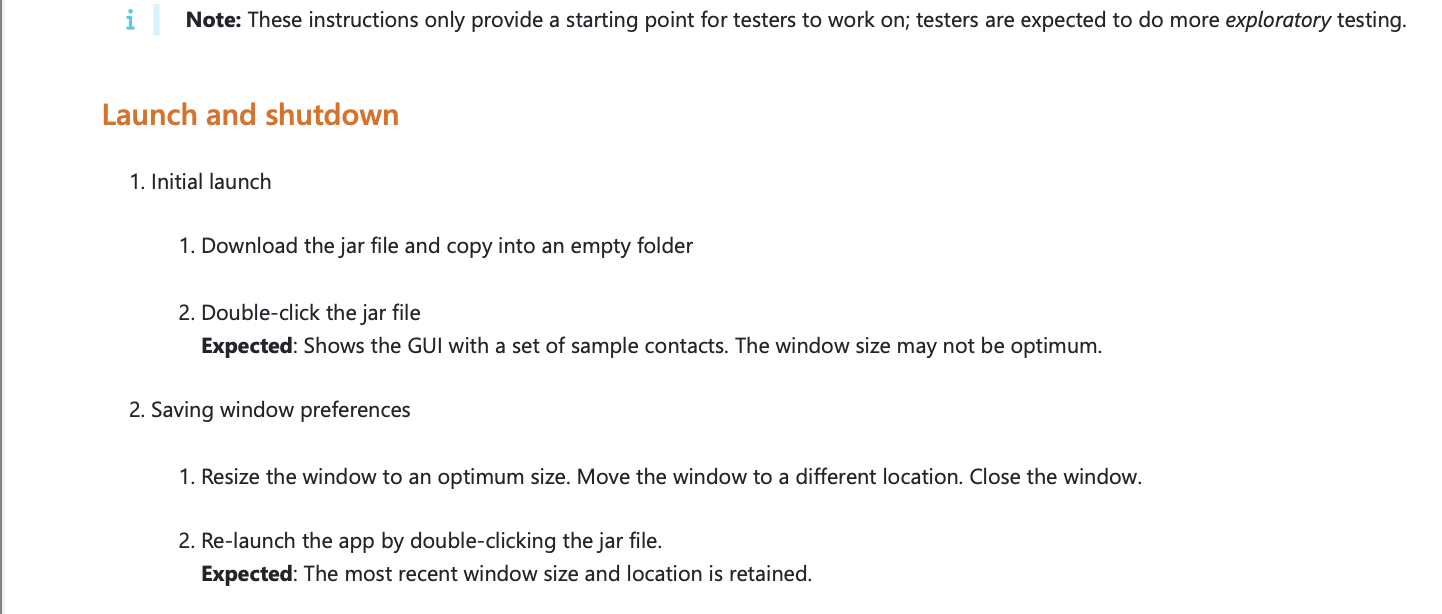 i Note: These instructions only provide a starting point for testers to work on; testers are expected to do more exploratory testing.
Launch and shutdown
1. Initial launch
1. Download the jar file and copy into an empty folder
2. Double-click the jar file
Expected: Shows the GUI with a set of sample contacts. The window size may not be optimum.
2. Saving window preferences
1. Resize the window to an optimum size. Move the window to a different location. Close the window.
2. Re-launch the app by double-clicking the jar file.
Expected: The most recent window size and location is retained.